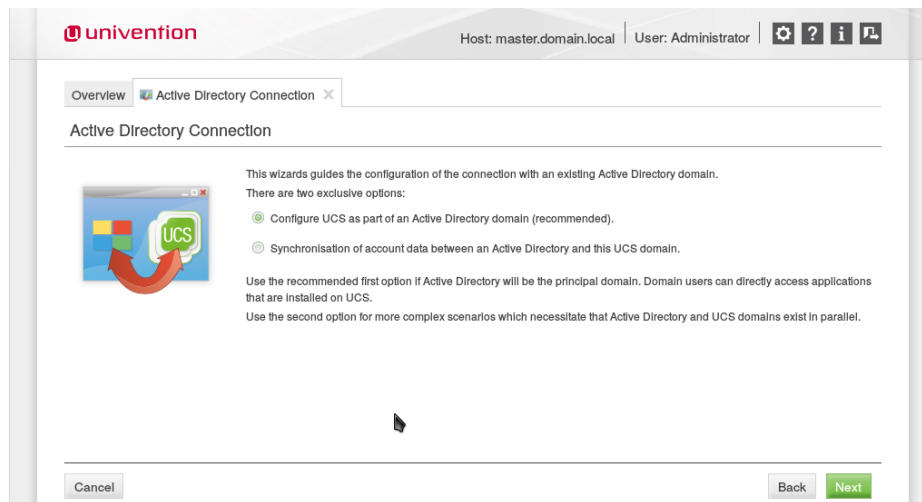 univention
Host: master.domain.local User: Administrator ? i
Overview Active Directory Connection
Active Directory Connection
This wizards guides the configuration of the connection with an existing Active Directory domain.
There are two exclusive options:
Configure UCS as part of an Active Directory domain (recommended).
UCS
Synchronisation of account data between an Active Directory and this UCS domain.
Use the recommended first option if Active Directory will be the principal domain. Domain users can directly access applications
that are installed on UCS.
Use the second option for more complex scenarios which necessitate that Active Directory and UCS domains exist in parallel.
Cancel Back Next